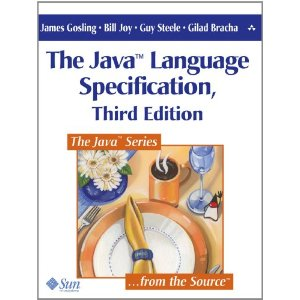 James Gosling • Bill Joy • Guy Steele • Gilad Bracha
The Java™ Language
Specification,
Third Edition
The Java™ Series
Sun
...from the Source™